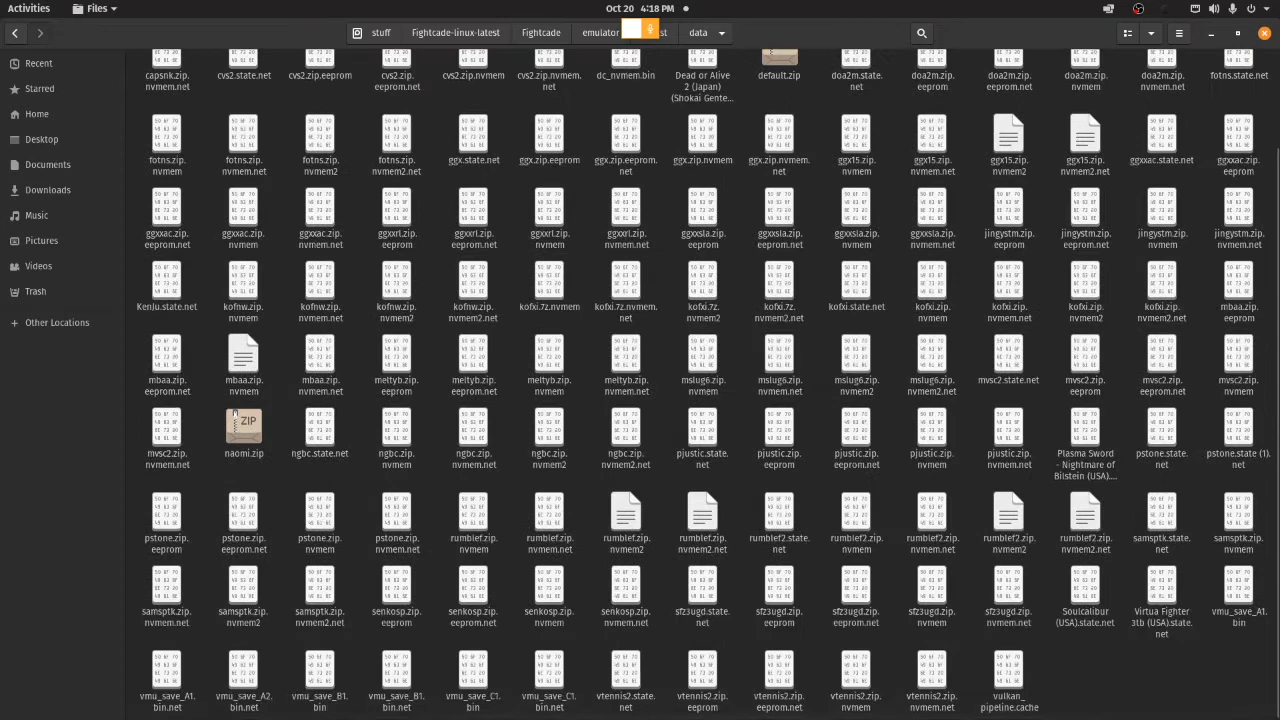 Activities Files Oct 20 4:18 PM
stuff Fightcade-linux-latest Fightcade emulator st data
Recent
Starred
Home
Desktop
Documents
Downloads
Music
Pictures
Videos
Trash
Other Locations
capsnk.zip. cvs2.state.net cvs2.zip.eeprom cvs2.zip. cvs2.zip.nvmem cvs2.zip.nvmem. dc_nvmem.bin Dead or Alive default.zip doa2m.state. doa2m.zip. doa2m.zip. doa2m.zip. doa2m.zip. fotns.state.net
nvmem.net eeprom.net net 2 (Japan) net eeprom eeprom.net nvmem nvmem.net
(Shokai Gente...
fotns.zip. fotns.zip. fotns.zip. fotns.zip. ggx.state.net ggx.zip.eeprom ggx.zip.eeprom. ggx.zip.nvmem ggx.zip.nvmem. ggx15.zip. ggx15.zip. ggx15.zip. ggx15.zip. ggxxac.state.net ggxxac.zip.
nvmem nvmem.net nvmem2 nvmem2.net net net nvmem nvmem.net nvmem2 nvmem2.net eeprom
ggxxac.zip. ggxxac.zip. ggxxac.zip. ggxxrl.zip. ggxxrl.zip. ggxxrl.zip. ggxxrl.zip. ggxxsla.zip. ggxxsla.zip. ggxxsla.zip. ggxxsla.zip. jingystm.zip. jingystm.zip. jingystm.zip. jingystm.zip.
eeprom.net nvmem nvmem.net eeprom eeprom.net nvmem nvmem.net eeprom eeprom.net nvmem nvmem.net eeprom eeprom.net nvmem nvmem.net
KenJu.state.net kofnw.zip. kofnw.zip. kofnw.zip. kofnw.zip. kofxi.7z.nvmem kofxi.7z.nvmem. kofxi.7z. kofxi.7z. kofxi.state.net kofxi.zip. kofxi.zip. kofxi.zip. kofxi.zip. mbaa.zip.
nvmem nvmem.net nvmem2 nvmem2.net net nvmem2 nvmem2.net nvmem nvmem.net nvmem2 nvmem2.net eeprom
mbaa.zip. mbaa.zip. mbaa.zip. meltyb.zip. meltyb.zip. meltyb.zip. meltyb.zip. mslug6.zip. mslug6.zip. mslug6.zip. mslug6.zip. mvsc2.state.net mvsc2.zip. mvsc2.zip. mvsc2.zip.
eeprom.net nvmem nvmem.net eeprom eeprom.net nvmem nvmem.net nvmem nvmem.net nvmem2 nvmem2.net eeprom eeprom.net nvmem
ZIP
mvsc2.zip. naomi.zip ngbc.state.net ngbc.zip. ngbc.zip. ngbc.zip. ngbc.zip. pjustic.state. pjustic.zip. pjustic.zip. pjustic.zip. pjustic.zip. Plasma Sword pstone.state. pstone.state (1).
nvmem.net nvmem nvmem.net nvmem2 nvmem2.net net eeprom eeprom.net nvmem nvmem.net - Nightmare of net net
Bilstein (USA)....
pstone.zip. pstone.zip. pstone.zip. pstone.zip. rumblef.zip. rumblef.zip. rumblef.zip. rumblef.zip. rumblef2.state. rumblef2.zip. rumblef2.zip. rumblef2.zip. rumblef2.zip. samsptk.state. samsptk.zip.
eeprom eeprom.net nvmem nvmem.net nvmem nvmem.net nvmem2 nvmem2.net net nvmem nvmem.net nvmem2 nvmem2.net net nvmem
samsptk.zip. samsptk.zip. samsptk.zip. senkosp.zip. senkosp.zip. senkosp.zip. senkosp.zip. sfz3ugd.state. sfz3ugd.zip. sfz3ugd.zip. sfz3ugd.zip. sfz3ugd.zip. Soulcalibur Virtua Fighter vmu_save_A1.
nvmem.net nvmem2 nvmem2.net eeprom eeprom.net nvmem nvmem.net net eeprom eeprom.net nvmem nvmem.net (USA).state.net 3tb (USA).state. bin
net
vmu_save_A1. vmu_save_A2. vmu_save_B1. vmu_save_B1. vmu_save_C1. vmu_save_C1. vtennis2.state. vtennis2.zip. vtennis2.zip. vtennis2.zip. vtennis2.zip. vulkan_
bin.net bin.net bin bin.net bin bin.net net eeprom eeprom.net nvmem nvmem.net pipeline.cache